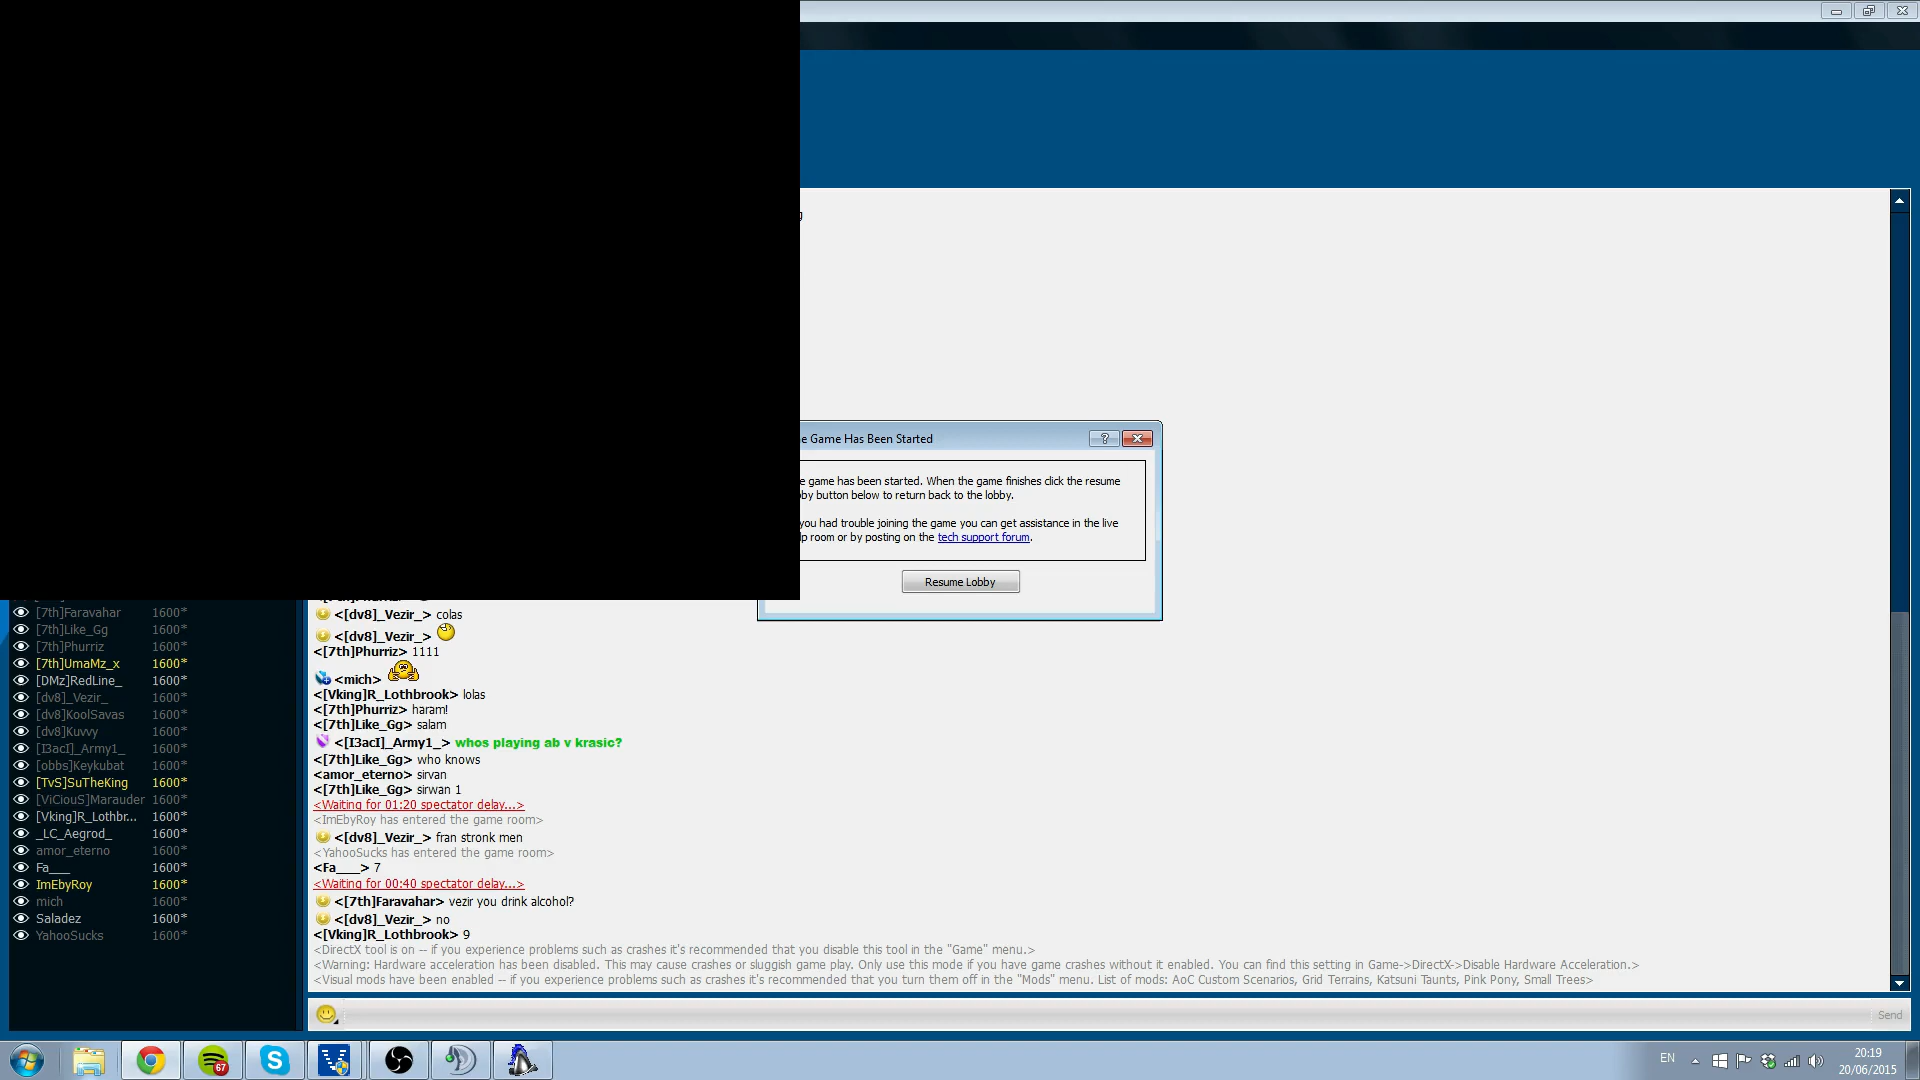 e Game Has Been Started
e game has been started. When the game finishes click the resume
by button below to return back to the lobby.
you had trouble joining the game you can get assistance in the live
lp room or by posting on the tech support forum.
Resume Lobby
[7th]Faravahar 1600*
[7th]Like_Gg 1600*
[7th]Phurriz 1600*
[7th]UmaMz_x 1600*
[DMz]RedLine_ 1600*
[dv8]_Vezir_ 1600*
[dv8]KoolSavas 1600*
[dv8]Kuvvy 1600*
[I3acI]_Army1_ 1600*
[obbs]Keykubat 1600*
[TvS]SuTheKing 1600*
[ViCiouS]Marauder 1600*
[Vking]R_Lothbr... 1600*
_LC_Aegrod_ 1600*
amor_eterno 1600*
Fa___ 1600*
ImEbyRoy 1600*
mich 1600*
Saladez 1600*
YahooSucks 1600*
<[dv8]_Vezir_> colas
<[dv8]_Vezir_>
<[7th]Phurriz> 1111
<mich>
<[Vking]R_Lothbrook> lolas
<[7th]Phurriz> haram!
<[7th]Like_Gg> salam
<[I3acI]_Army1_> whos playing ab v krasic?
<[7th]Like_Gg> who knows
<amor_eterno> sirvan
<[7th]Like_Gg> sirwan 1
<Waiting for 01:20 spectator delay...>
<ImEbyRoy has entered the game room>
<[dv8]_Vezir_> fran stronk men
<YahooSucks has entered the game room>
<Fa___> 7
<Waiting for 00:40 spectator delay...>
<[7th]Faravahar> vezir you drink alcohol?
<[dv8]_Vezir_> no
<[Vking]R_Lothbrook> 9
<DirectX tool is on -- if you experience problems such as crashes it's recommended that you disable this tool in the "Game" menu.>
<Warning: Hardware acceleration has been disabled. This may cause crashes or sluggish game play. Only use this mode if you have game crashes without it enabled. You can find this setting in Game->DirectX->Disable Hardware Acceleration.>
<Visual mods have been enabled -- if you experience problems such as crashes it's recommended that you turn them off in the "Mods" menu. List of mods: AoC Custom Scenarios, Grid Terrains, Katsuni Taunts, Pink Pony, Small Trees>
Send
67
EN
20:19
20/06/2015